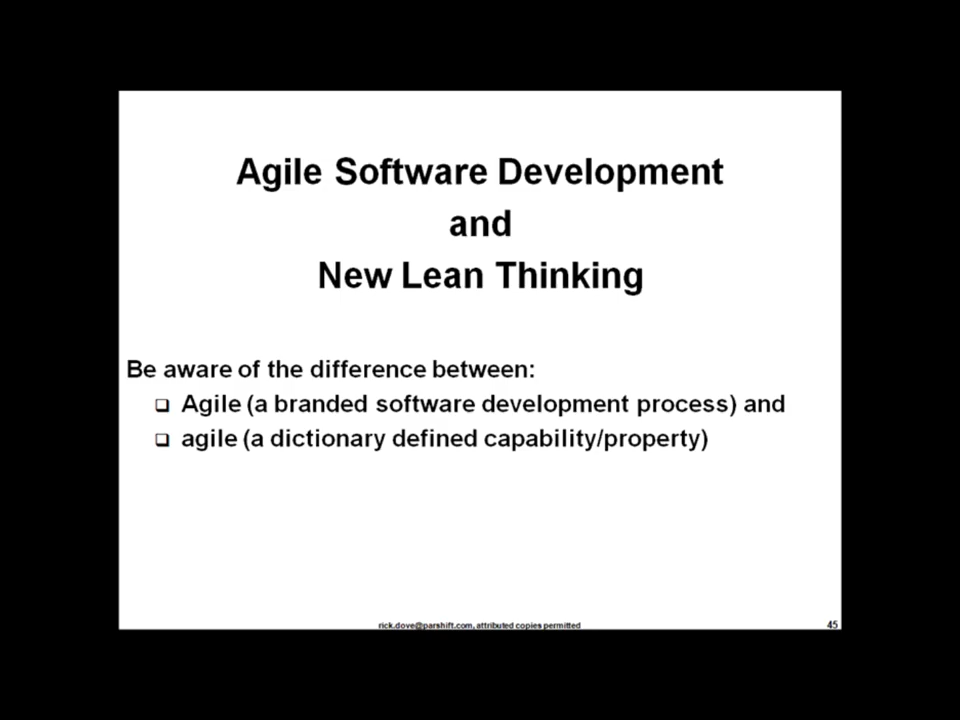 Agile Software Development
and
New Lean Thinking
Be aware of the difference between:
Agile (a branded software development process) and
agile (a dictionary defined capability/property)
rick.dove@parshift.com, attributed copies permitted
45